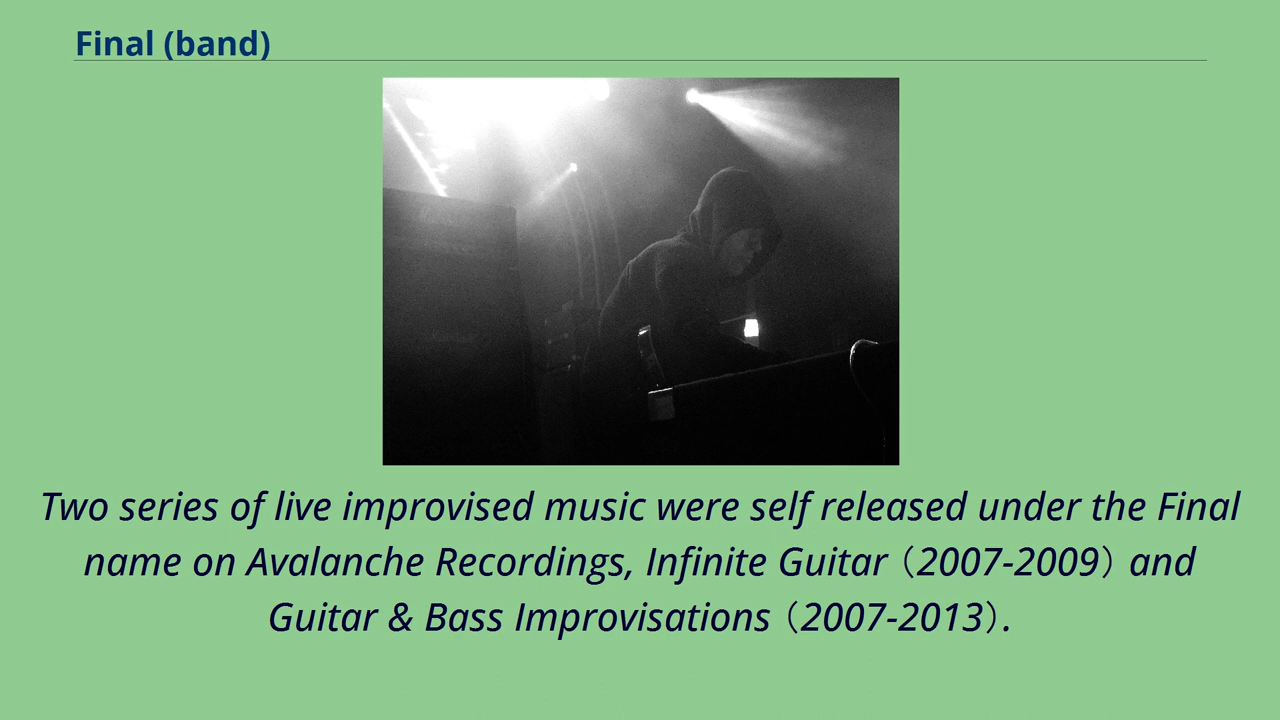 Final (band)
Two series of live improvised music were self released under the Final
name on Avalanche Recordings, Infinite Guitar（2007-2009）and
Guitar & Bass Improvisations（2007-2013）.